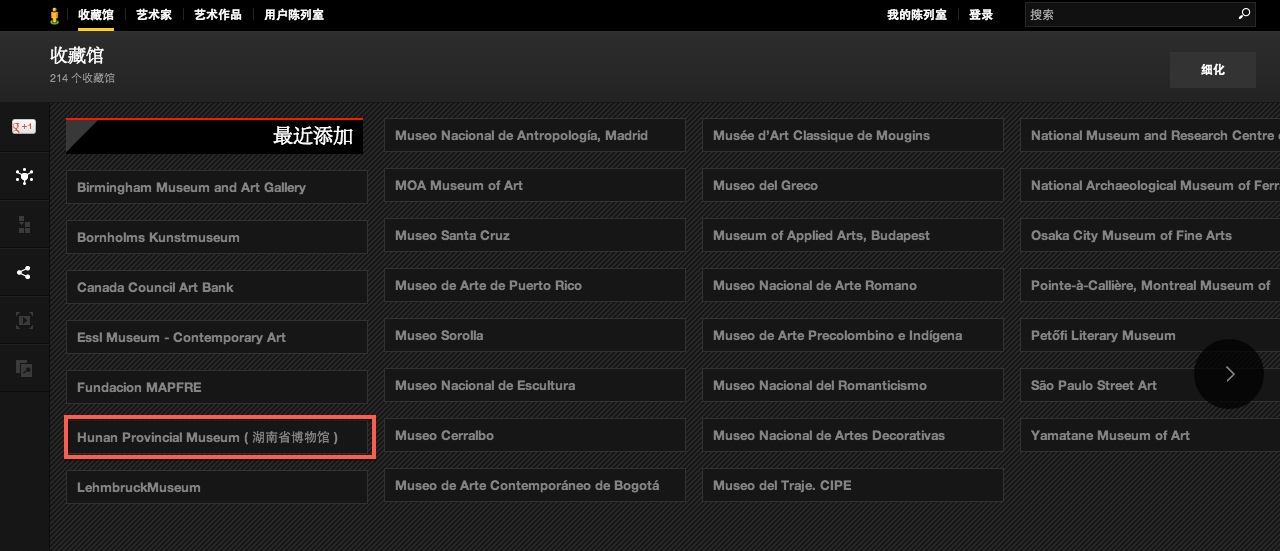 收藏馆 艺术家 艺术作品 用户陈列室 我的陈列室 登录 搜索
收藏馆
214 个收藏馆
细化
+1
最近添加
Birmingham Museum and Art Gallery
Bornholms Kunstmuseum
Canada Council Art Bank
Essl Museum - Contemporary Art
Fundacion MAPFRE
Hunan Provincial Museum ( 湖南省博物馆 )
LehmbruckMuseum
Museo Nacional de Antropología, Madrid
MOA Museum of Art
Museo Santa Cruz
Museo de Arte de Puerto Rico
Museo Sorolla
Museo Nacional de Escultura
Museo Cerralbo
Museo de Arte Contemporáneo de Bogotá
Musée d'Art Classique de Mougins
Museo del Greco
Museum of Applied Arts, Budapest
Museo Nacional de Arte Romano
Museo de Arte Precolombino e Indígena
Museo Nacional del Romanticismo
Museo Nacional de Artes Decorativas
Museo del Traje. CIPE
National Museum and Research Centre
National Archaeological Museum of
Osaka City Museum of Fine Arts
Pointe-à-Callière, Montreal Museum of
Petőfi Literary Museum
São Paulo Street Art
Yamatane Museum of Art